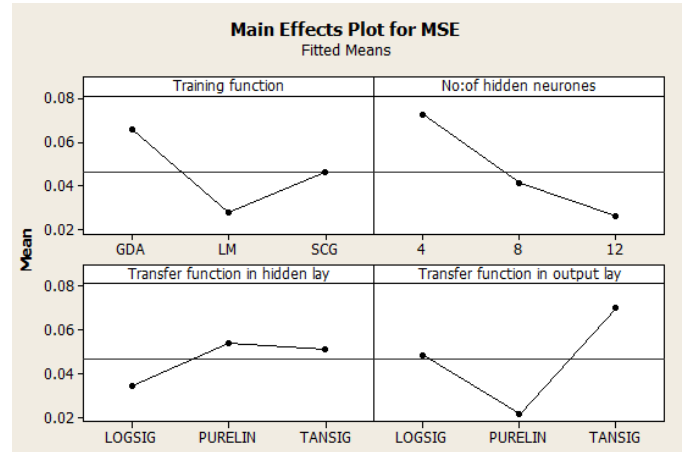 Main Effects Plot for MSE
Fitted Means
Training function
No:of hidden neurones
0.08
0.06
0.04
0.02
GDA LM SCG
4 8 12
Mean
Transfer function in hidden lay
Transfer function in output lay
0.08
0.06
0.04
0.02
LOGSIG PURELIN TANSIG
LOGSIG PURELIN TANSIG